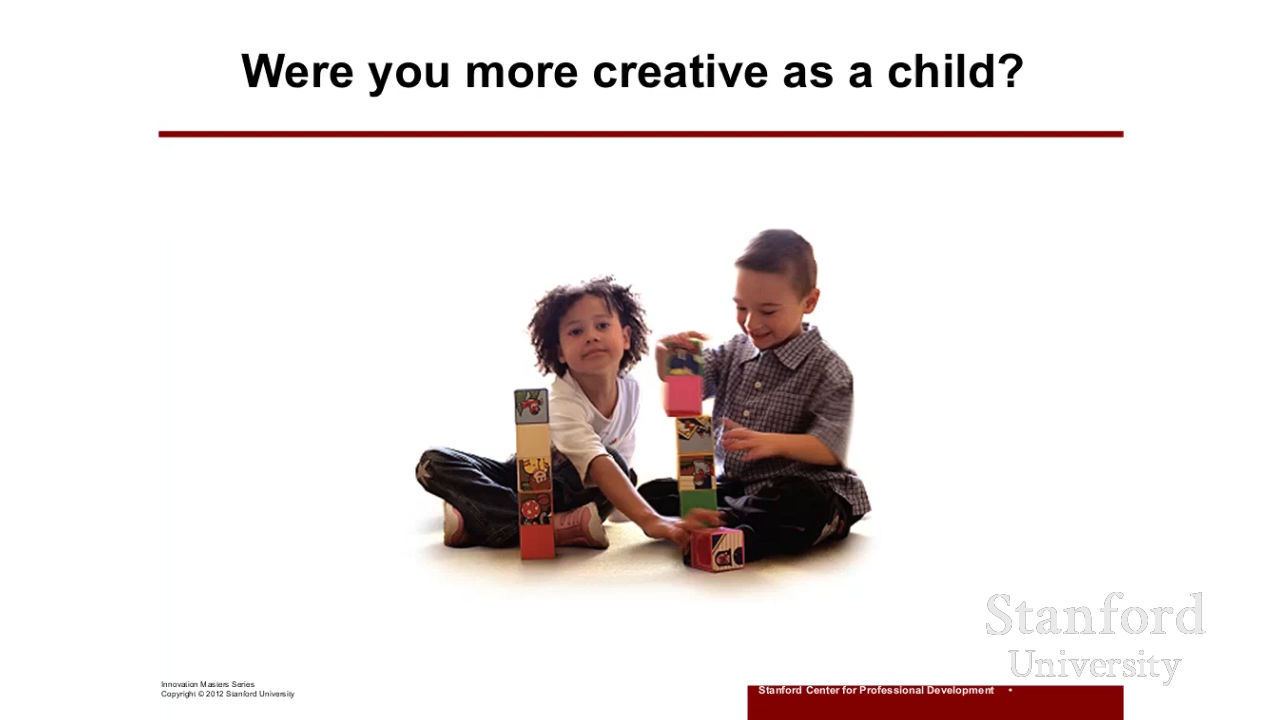 Were you more creative as a child?
Stanford
University
Innovation Masters Series
Copyright © 2012 Stanford University
Stanford Center for Professional Development •